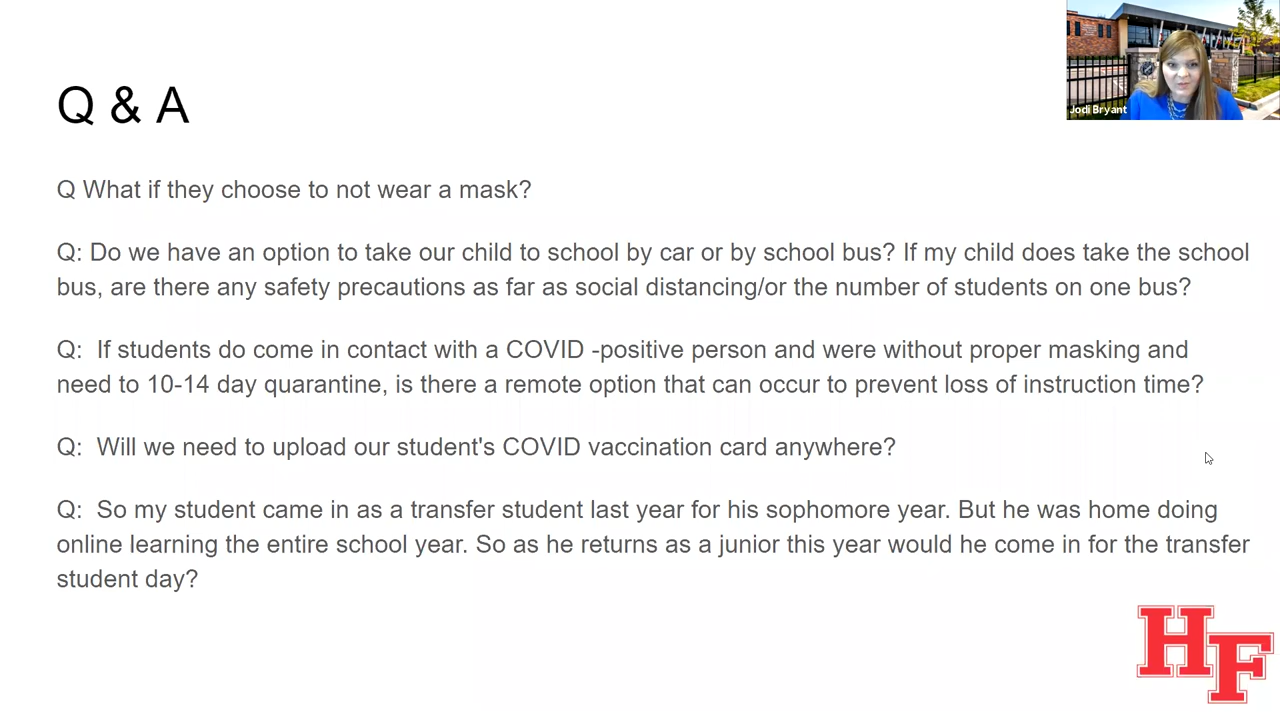 Jodi Bryant
Q & A
Q What if they choose to not wear a mask?
Q: Do we have an option to take our child to school by car or by school bus? If my child does take the school
bus, are there any safety precautions as far as social distancing/or the number of students on one bus?
Q:  If students do come in contact with a COVID -positive person and were without proper masking and
need to 10-14 day quarantine, is there a remote option that can occur to prevent loss of instruction time?
Q:  Will we need to upload our student's COVID vaccination card anywhere?
Q:  So my student came in as a transfer student last year for his sophomore year. But he was home doing
online learning the entire school year. So as he returns as a junior this year would he come in for the transfer
student day?
HF